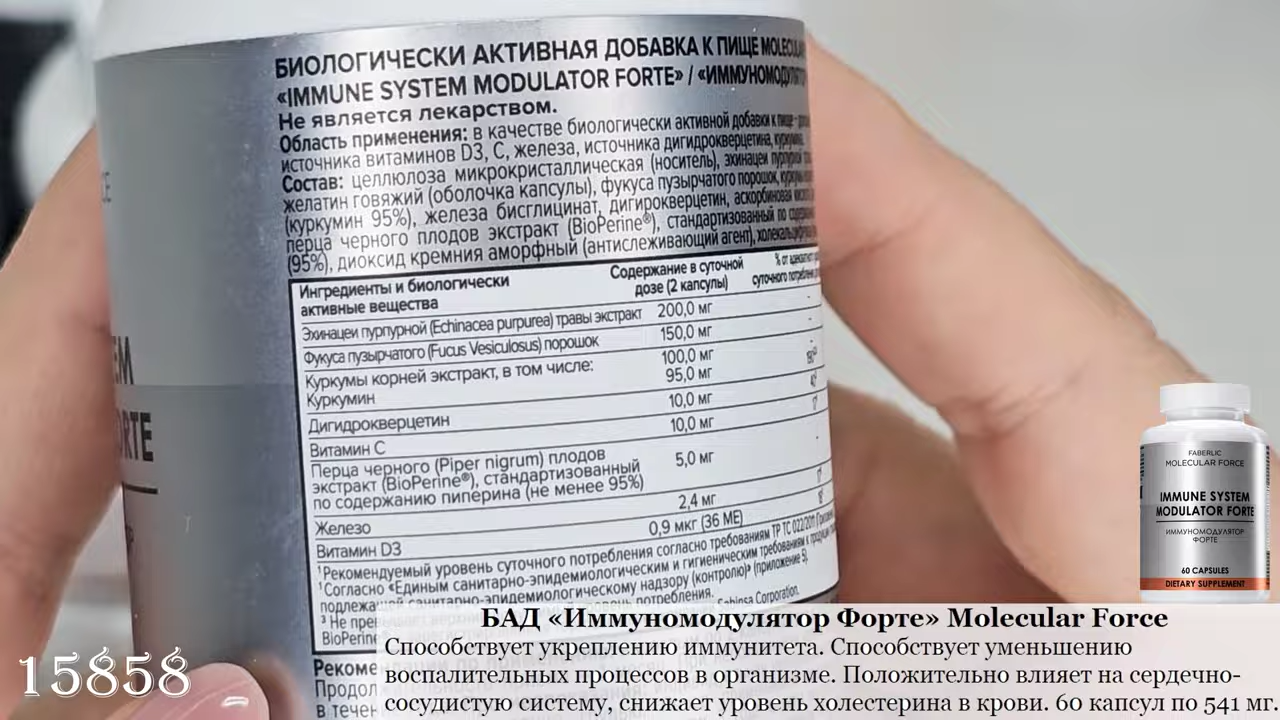 БИОЛОГИЧЕСКИ АКТИВНАЯ ДОБАВКА К ПИЩЕ
«IMMUNE SYSTEM MODULATOR FORTE» /
Не является лекарством.
Область применения: в качестве биологически активной добавки к пище
источника витаминов D3, С, железа, источника дигидрокверцетина,
Состав: целлюлоза микрокристаллическая (носитель), эхинацеи пурпурной
желатин говяжий (оболочка капсулы), фукуса пузырчатого порошок,
(куркумин 95%), железа бисглицинат, дигирокверцетин, аскорбиновая
перца черного плодов экстракт (BioPerine®), стандартизованный по
(95%), диоксид кремния аморфный (антислеживающий агент),
Ингредиенты и биологически активные вещества
Содержание в суточной дозе (2 капсулы)
Эхинацеи пурпурной (Echinacea purpurea) травы экстракт 200,0 мг
Фукуса пузырчатого (Fucus Vesiculosus) порошок 150,0 мг
Куркумы корней экстракт, в том числе: 100,0 мг
Куркумин 95,0 мг
Дигидрокверцетин 10,0 мг
Витамин С 10,0 мг
Перца черного (Piper nigrum) плодов
экстракт (BioPerine®), стандартизованный 5,0 мг
по содержанию пиперина (не менее 95%)
Железо 2,4 мг
Витамин D3 0,9 мкг (36 МЕ)
¹Рекомендуемый уровень суточного потребления согласно требованиям ТР ТС 022/2011
¹Согласно «Единым санитарно-эпидемиологическим и гигиеническим требованиям к
санитарно-эпидемиологическому надзору (контролю)» (приложение 5).
³ Не
потребления.
BioPerine
Sabinsa Corporation.
FABERLIC
MOLECULAR FORCE
IMMUNE SYSTEM
MODULATOR FORTE
ИММУНОМОДУЛЯТОР
ФОРТЕ
60 CAPSULES
DIETARY SUPPLEMENT
БАД «Иммуномодулятор Форте» Molecular Force
Способствует укреплению иммунитета. Способствует уменьшению
воспалительных процессов в организме. Положительно влияет на сердечно-
сосудистую систему, снижает уровень холестерина в крови. 60 капсул по 541 мг.
15858